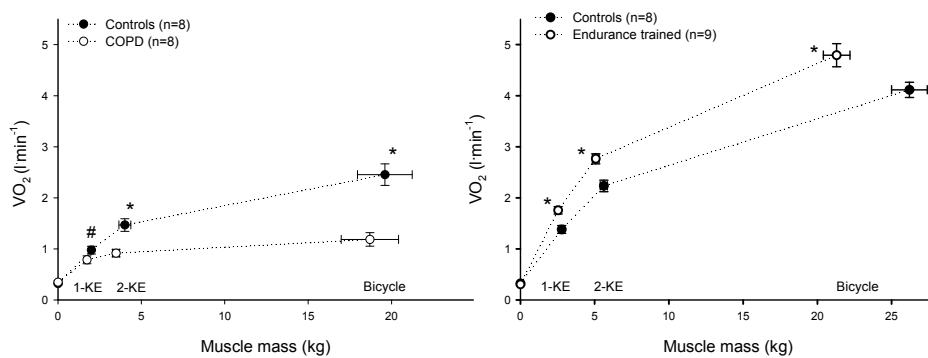 Controls (n=8)
COPD (n=8)
5
4
3
2
1
0
VO₂ (l·min⁻¹)
#
*
*
1-KE 2-KE Bicycle
0 5 10 15 20
Muscle mass (kg)
Controls (n=8)
Endurance trained (n=9)
5
4
3
2
1
0
VO₂ (l·min⁻¹)
*
*
*
1-KE 2-KE Bicycle
0 5 10 15 20 25
Muscle mass (kg)